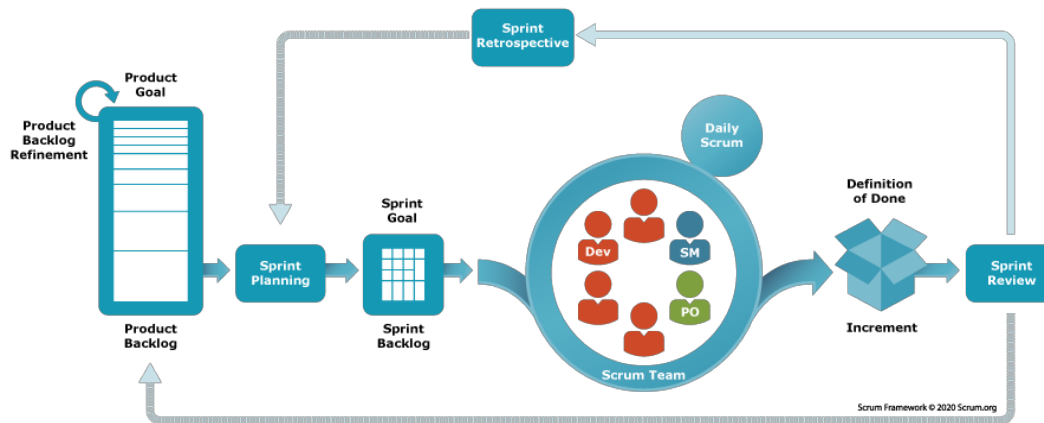 Sprint
Retrospective
Product
Goal
Product
Backlog
Refinement
Daily
Scrum
Definition
of Done
Sprint
Goal
Dev
SM
Sprint
Planning
Sprint
Review
PO
Product
Backlog
Sprint
Backlog
Increment
Scrum Team
Scrum Framework © 2020 Scrum.org